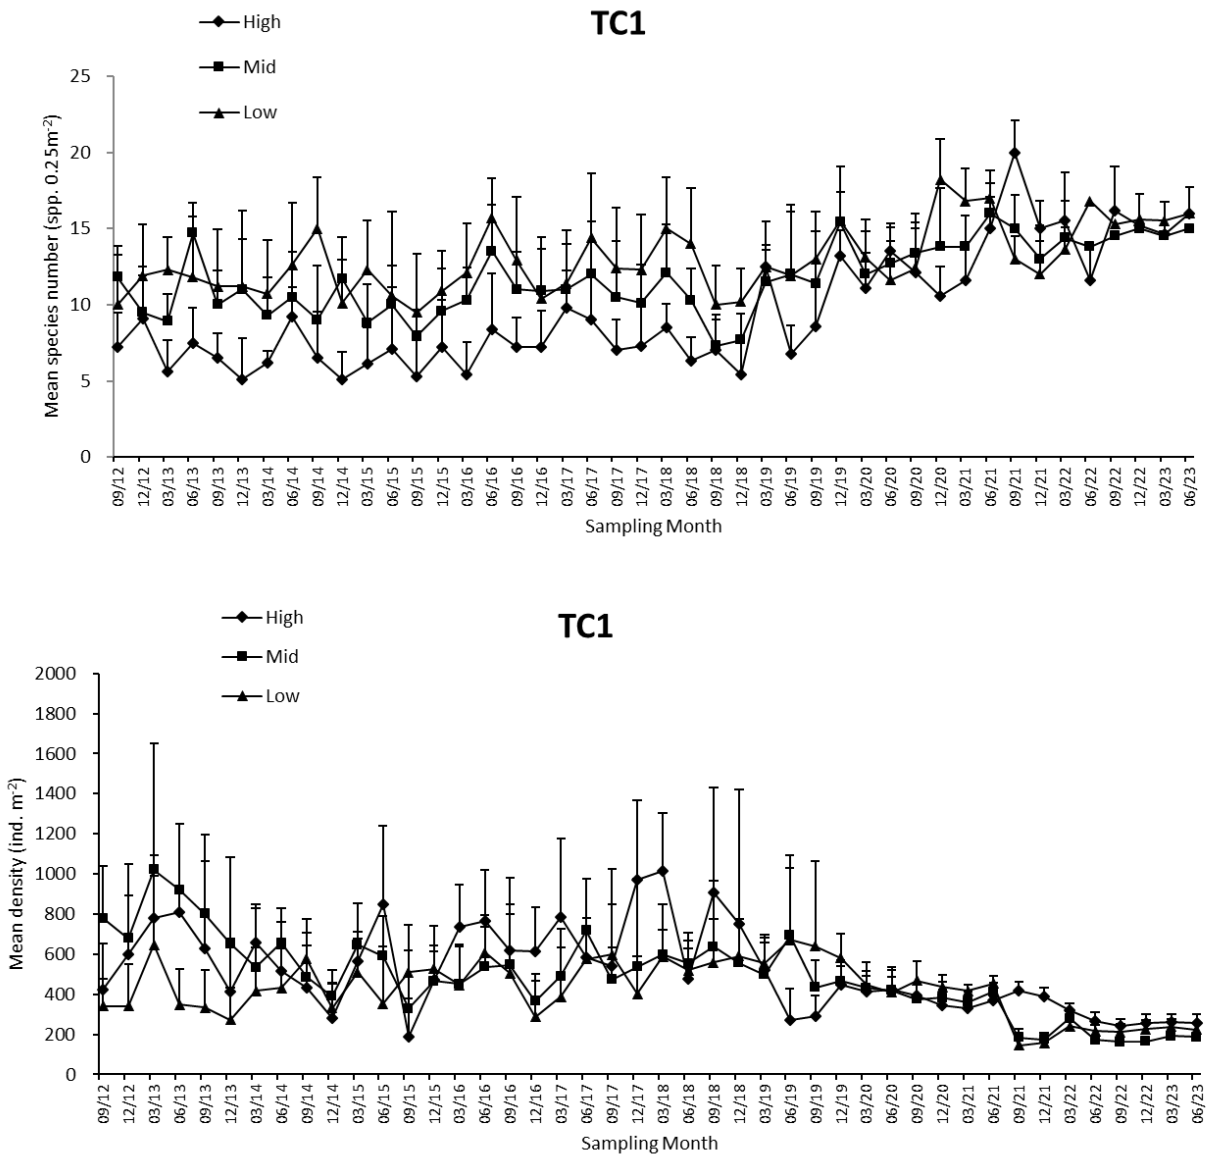 TC1
High
Mid
Low
Mean species number (spp. 0.25m⁻²)
25
20
15
10
5
0
09/12 12/12 03/13 06/13 09/13 12/13 03/14 06/14 09/14 12/14 03/15 06/15 09/15 12/15 03/16 06/16 09/16 12/16 03/17 06/17 09/17 12/17 03/18 06/18 09/18 12/18 03/19 06/19 09/19 12/19 03/20 06/20 09/20 12/20 03/21 06/21 09/21 12/21 03/22 06/22 09/22 12/22 03/23 06/23
Sampling Month
TC1
High
Mid
Low
Mean density (ind. m⁻²)
2000
1800
1600
1400
1200
1000
800
600
400
200
0
09/12 12/12 03/13 06/13 09/13 12/13 03/14 06/14 09/14 12/14 03/15 06/15 09/15 12/15 03/16 06/16 09/16 12/16 03/17 06/17 09/17 12/17 03/18 06/18 09/18 12/18 03/19 06/19 09/19 12/19 03/20 06/20 09/20 12/20 03/21 06/21 09/21 12/21 03/22 06/22 09/22 12/22 03/23 06/23
Sampling Month